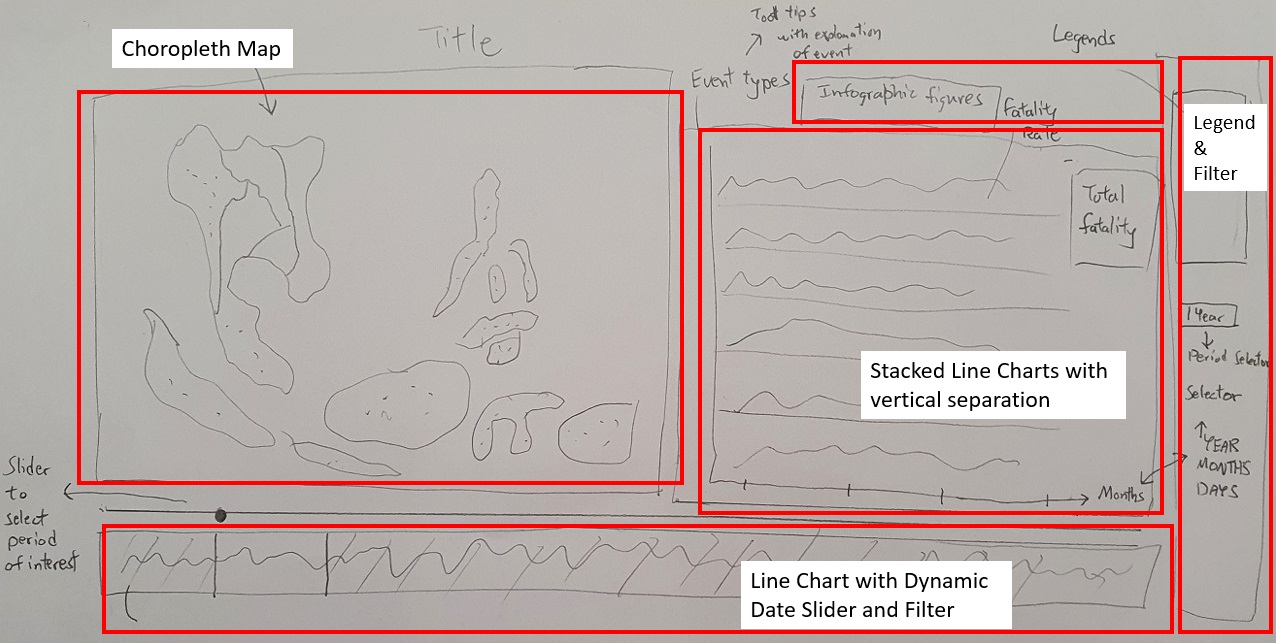 Title
Choropleth Map
Tool tips
with explanation
of event
Event types
Infographic figures
Legends
Fatality
Rate
Total
fatality
Legend
&
Filter
1 Year
Period Selector
Selector
YEAR
MONTHS
DAYS
Stacked Line Charts with
vertical separation
Months
Slider
to
select
period
of interest
Line Chart with Dynamic
Date Slider and Filter